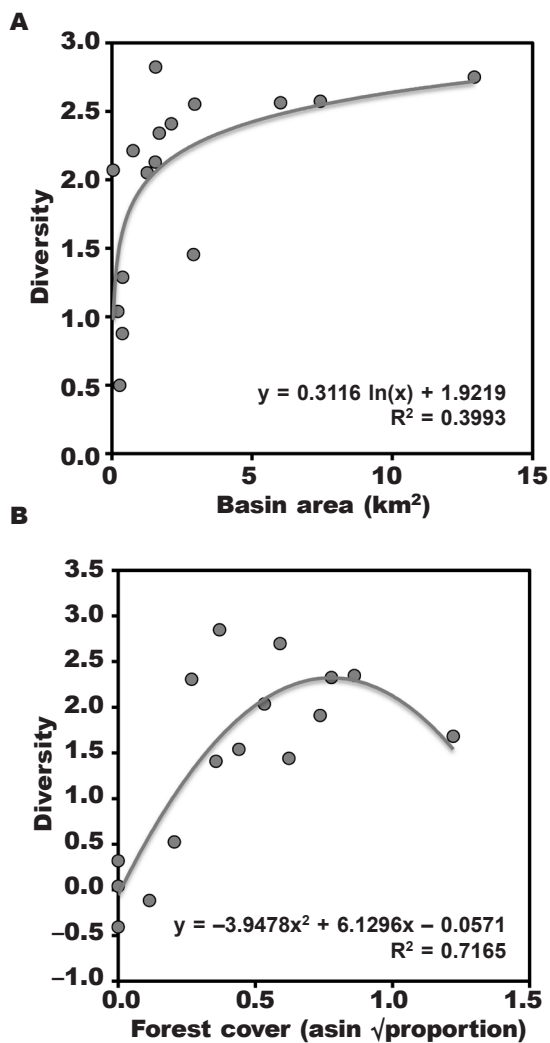 A
3.0
2.5
2.0
1.5
1.0
0.5
0.0
Diversity
y = 0.3116 ln(x) + 1.9219
R² = 0.3993
0 5 10 15
Basin area (km²)
B
3.5
3.0
2.5
2.0
1.5
1.0
0.5
0.0
–0.5
–1.0
Diversity
y = –3.9478x² + 6.1296x – 0.0571
R² = 0.7165
0.0 0.5 1.0 1.5
Forest cover (asin √proportion)